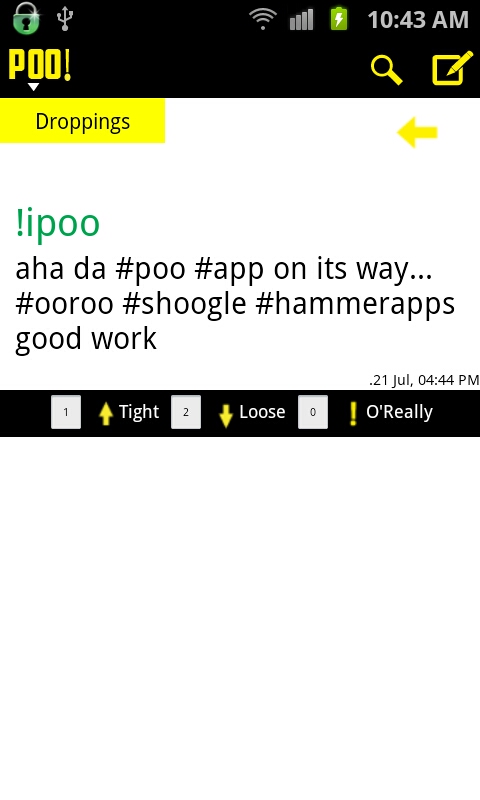 10:43 AM
POO!
Droppings
!ipoo
aha da #poo #app on its way...
#ooroo #shoogle #hammerapps
good work
.21 Jul, 04:44 PM
1 Tight 2 Loose 0 ! O'Really